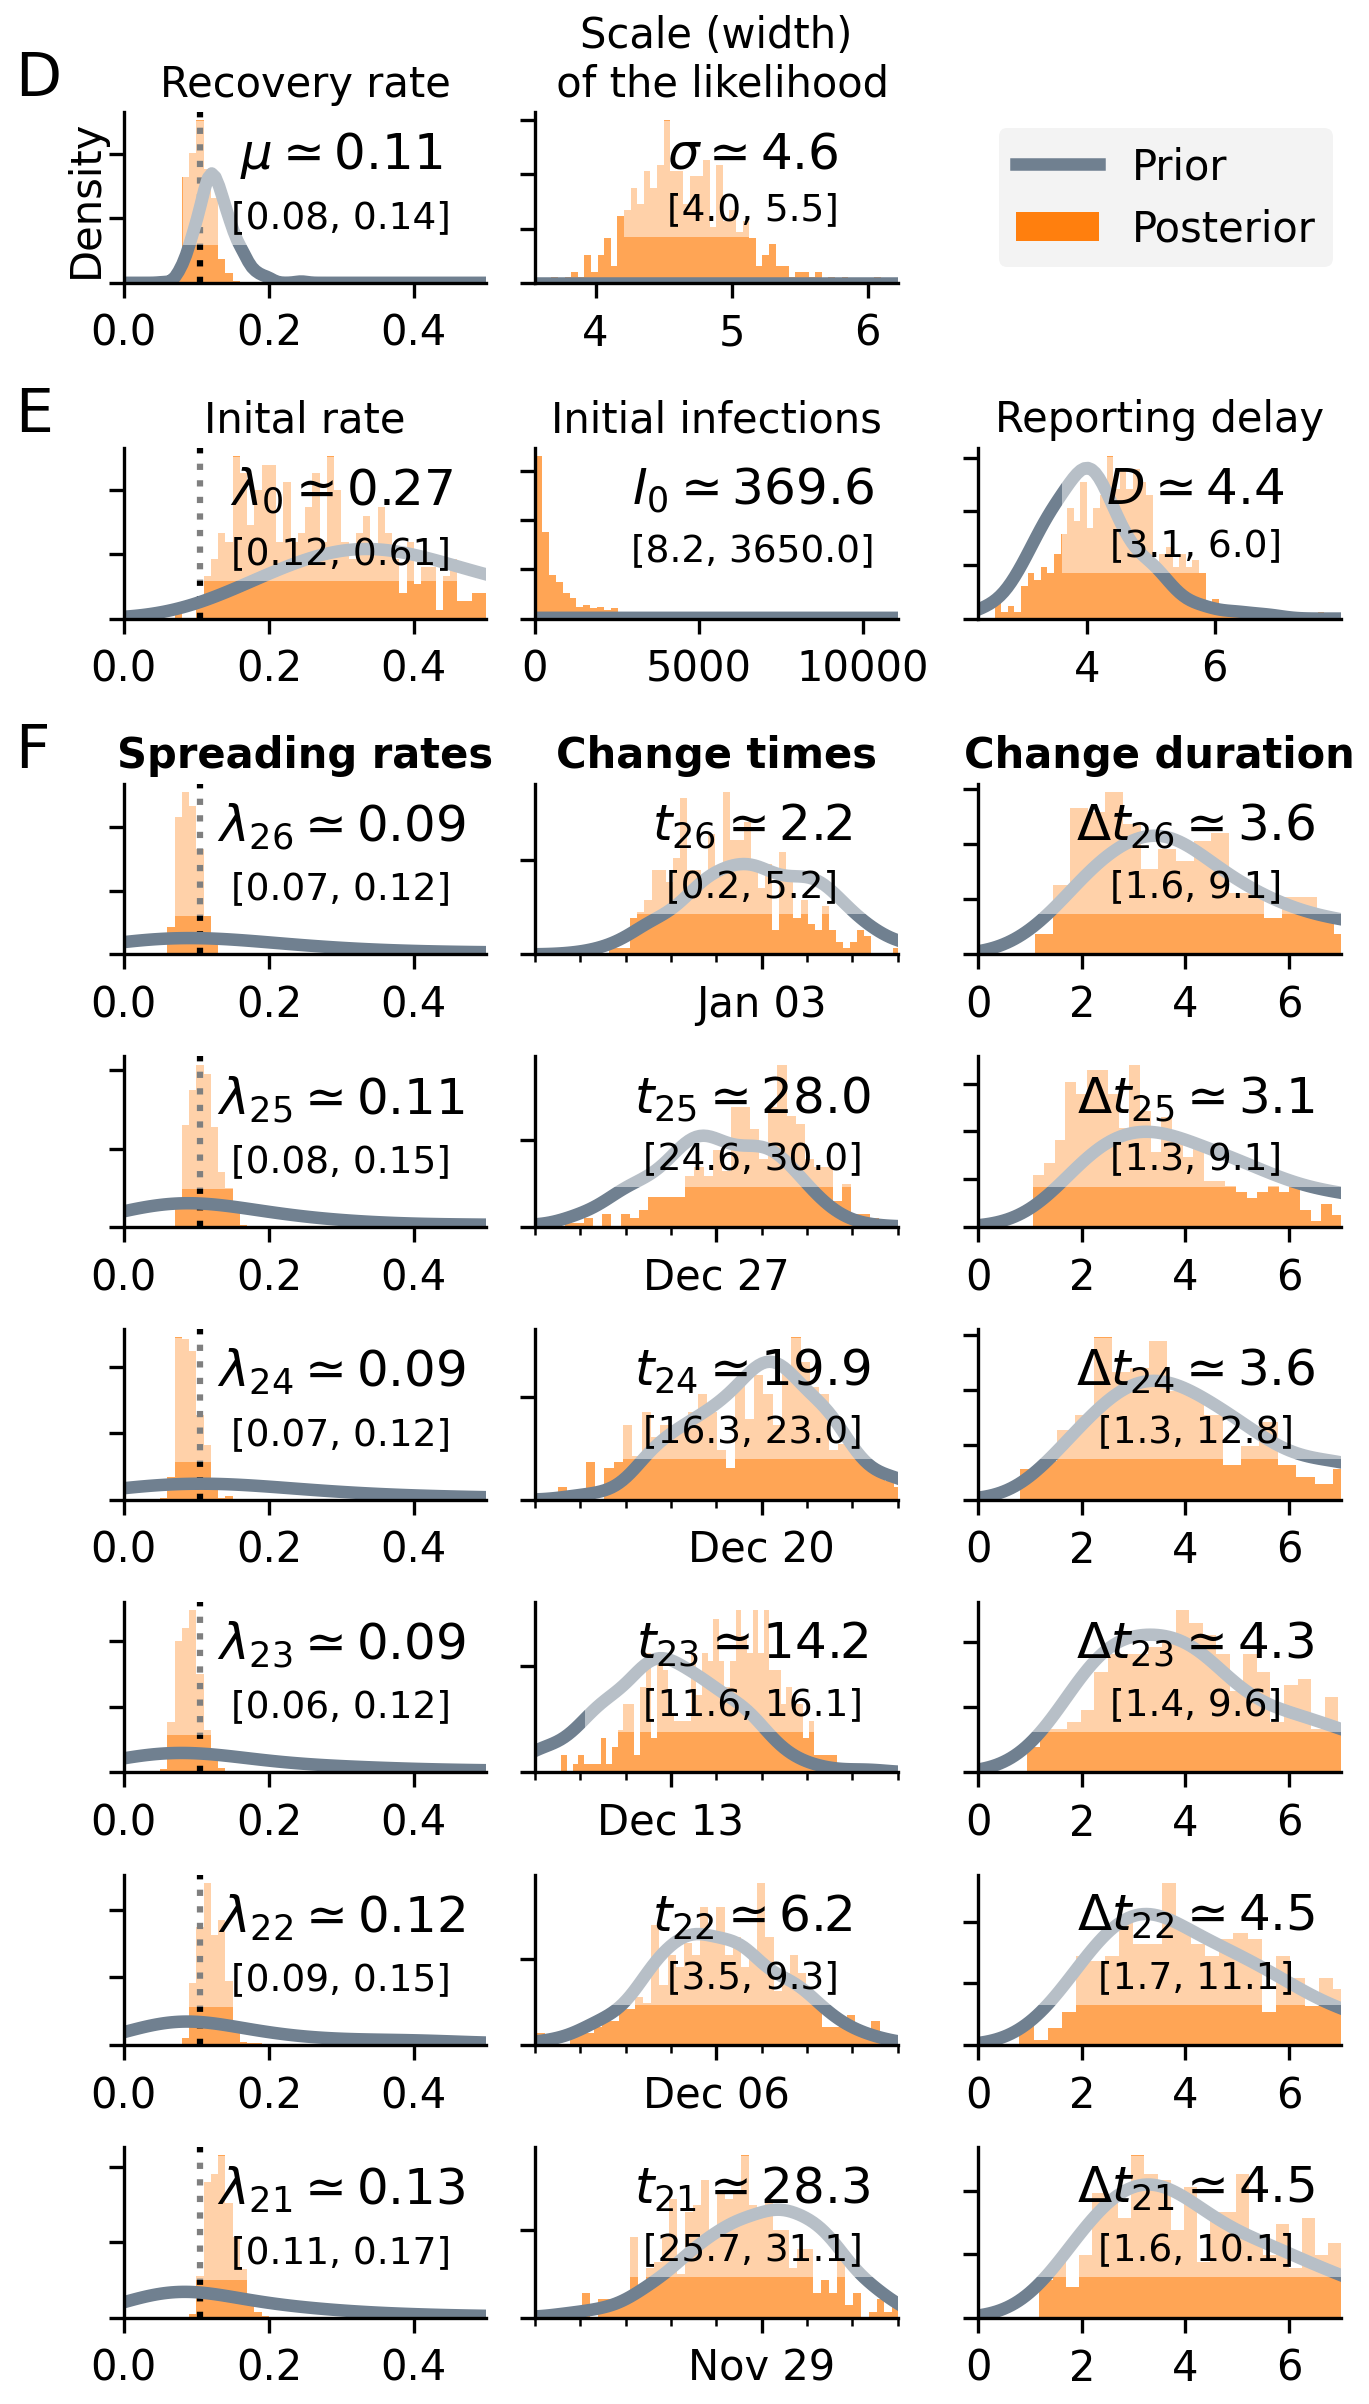 D
Recovery rate
Scale (width)
of the likelihood
Density
μ ≃ 0.11
[0.08, 0.14]
0.0 0.2 0.4
σ ≃ 4.6
[4.0, 5.5]
4 5 6
Prior
Posterior
E
Inital rate
λ0 ≃ 0.27
[0.12, 0.61]
0.0 0.2 0.4
Initial infections
I0 ≃ 369.6
[8.2, 3650.0]
0 5000 10000
Reporting delay
D ≃ 4.4
[3.1, 6.0]
4 6
F
Spreading rates
Change times
Change duration
λ26 ≃ 0.09
[0.07, 0.12]
0.0 0.2 0.4
t26 ≃ 2.2
[0.2, 5.2]
Jan 03
Δt26 ≃ 3.6
[1.6, 9.1]
0 2 4 6
λ25 ≃ 0.11
[0.08, 0.15]
0.0 0.2 0.4
t25 ≃ 28.0
[24.6, 30.0]
Dec 27
Δt25 ≃ 3.1
[1.3, 9.1]
0 2 4 6
λ24 ≃ 0.09
[0.07, 0.12]
0.0 0.2 0.4
t24 ≃ 19.9
[16.3, 23.0]
Dec 20
Δt24 ≃ 3.6
[1.3, 12.8]
0 2 4 6
λ23 ≃ 0.09
[0.06, 0.12]
0.0 0.2 0.4
t23 ≃ 14.2
[11.6, 16.1]
Dec 13
Δt23 ≃ 4.3
[1.4, 9.6]
0 2 4 6
λ22 ≃ 0.12
[0.09, 0.15]
0.0 0.2 0.4
t22 ≃ 6.2
[3.5, 9.3]
Dec 06
Δt22 ≃ 4.5
[1.7, 11.1]
0 2 4 6
λ21 ≃ 0.13
[0.11, 0.17]
0.0 0.2 0.4
t21 ≃ 28.3
[25.7, 31.1]
Nov 29
Δt21 ≃ 4.5
[1.6, 10.1]
0 2 4 6